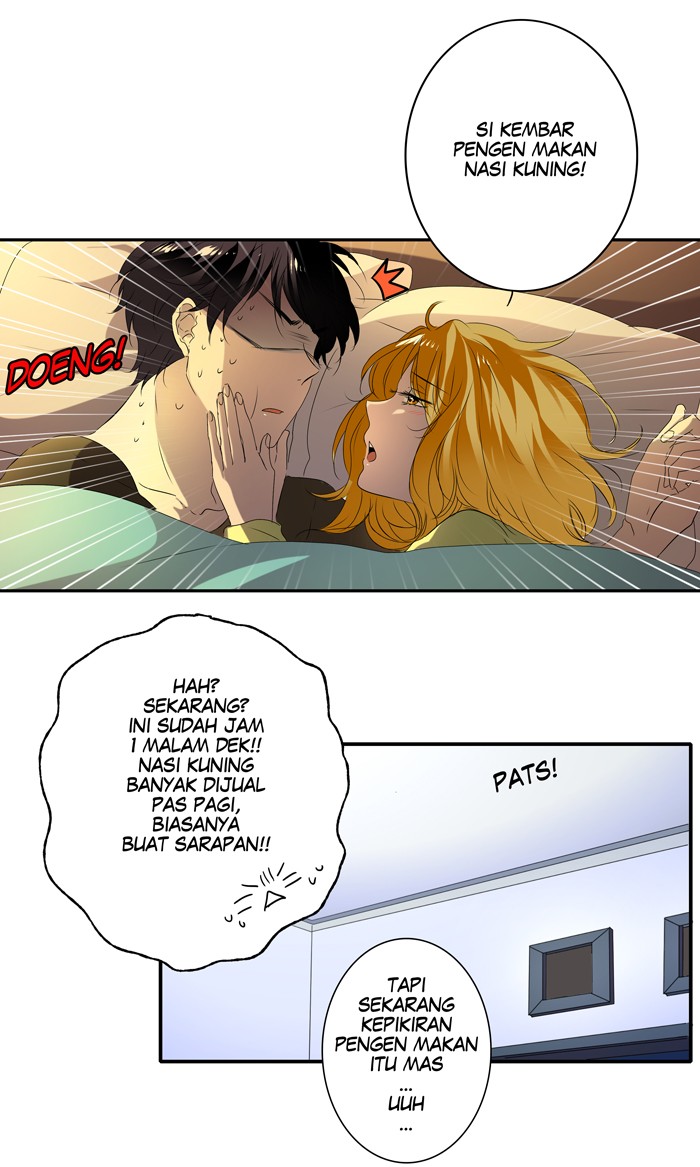 SI KEMBAR
PENGEN MAKAN
NASI KUNING!
DOENG!
HAH?
SEKARANG?
INI SUDAH JAM
1 MALAM DEK!!
NASI KUNING
BANYAK DIJUAL
PAS PAGI,
BIASANYA
BUAT SARAPAN!!
PATS!
TAPI
SEKARANG
KEPIKIRAN
PENGEN MAKAN
ITU MAS
...
UUH
...